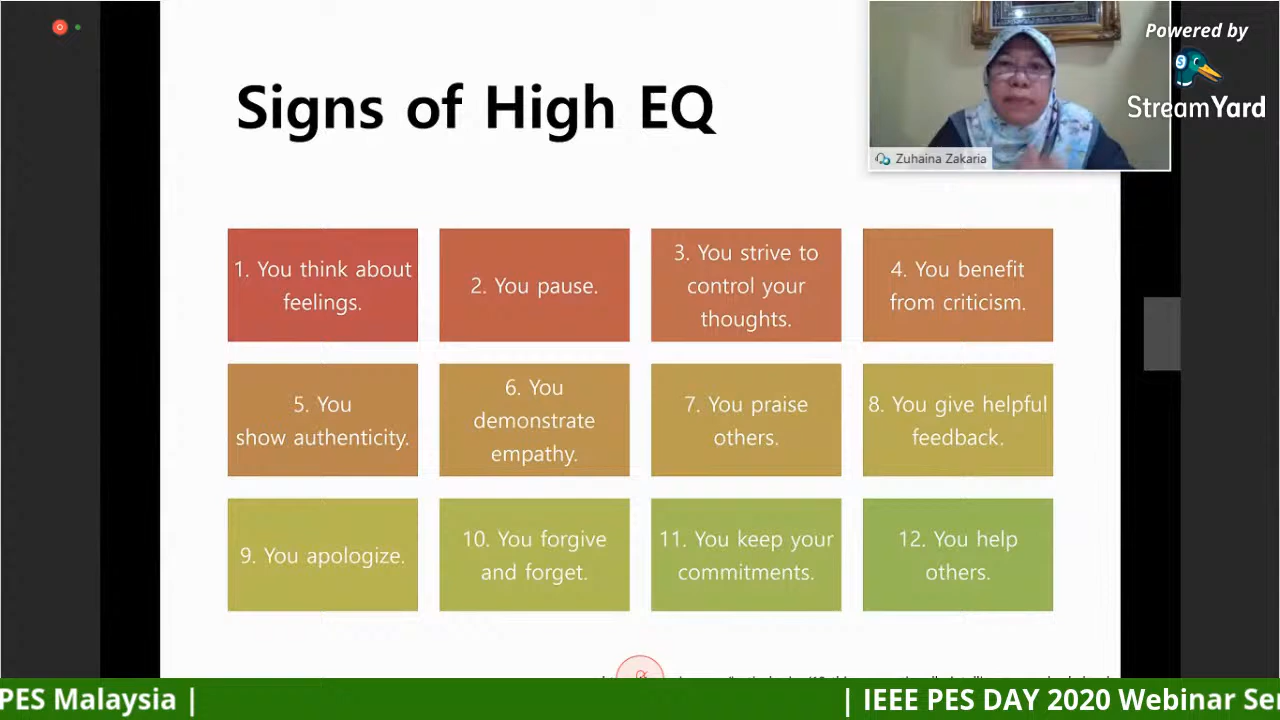 Powered by
StreamYard
Signs of High EQ
Zuhaina Zakaria
1. You think about
feelings.
2. You pause.
3. You strive to
control your
thoughts.
4. You benefit
from criticism.
5. You
show authenticity.
6. You
demonstrate
empathy.
7. You praise
others.
8. You give helpful
feedback.
9. You apologize.
10. You forgive
and forget.
11. You keep your
commitments.
12. You help
others.
PES Malaysia |
| IEEE PES DAY 2020 Webinar Se